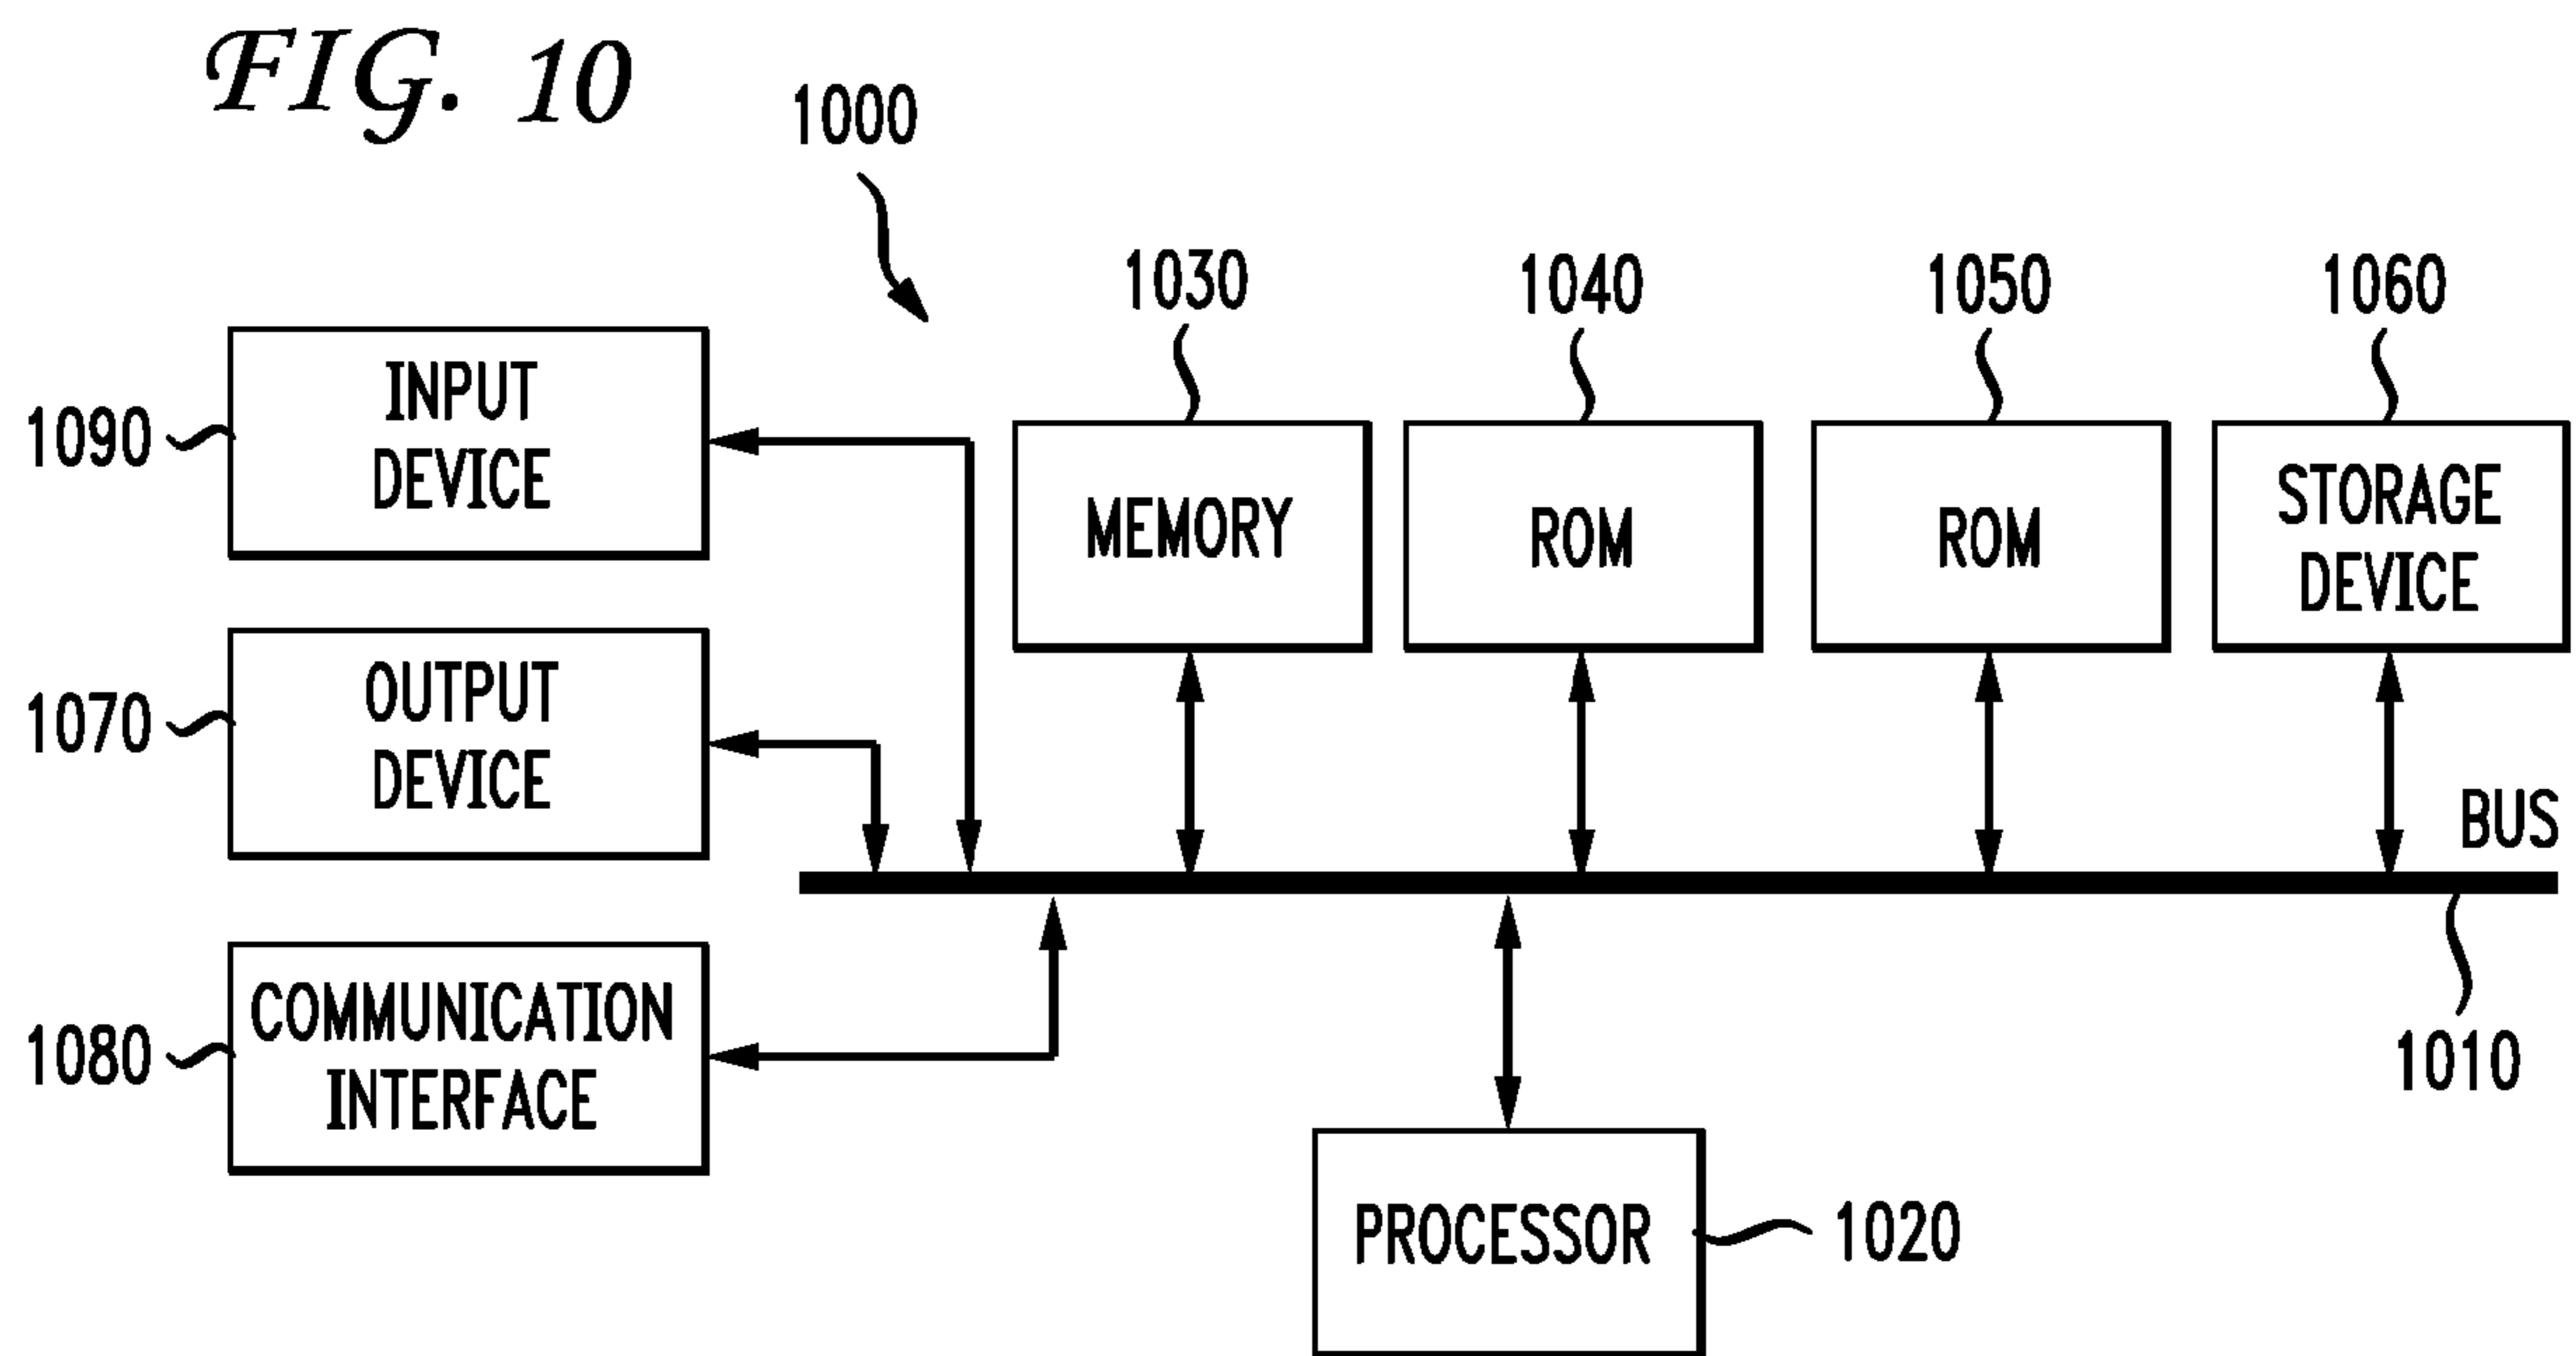 FIG. 10
1000
1030
1040
1050
1060
1090
INPUT
DEVICE
MEMORY
ROM
ROM
STORAGE
DEVICE
1070
OUTPUT
DEVICE
BUS
1080
COMMUNICATION
INTERFACE
1010
PROCESSOR
1020